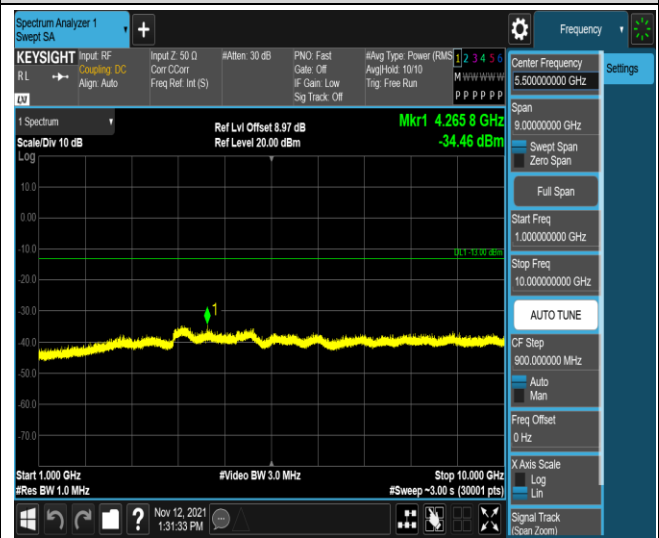 Spectrum Analyzer 1
Swept SA
Frequency
KEYSIGHT
RL
Input: RF
Coupling: DC
Align: Auto
Input Z: 50 Ω
Corr CCorr
Freq Ref: Int (S)
#Atten: 30 dB
PNO: Fast
Gate: Off
IF Gain: Low
Sig Track: Off
#Avg Type: Power (RMS
Avg|Hold: 10/10
Trig: Free Run
1 2 3 4 5 6
M W W W W W
P P P P P P
1 Spectrum
Scale/Div 10 dB
Ref Lvl Offset 8.97 dB
Ref Level 20.00 dBm
Mkr1 4.265 8 GHz
-34.46 dBm
Log
10.0
0.00
-10.0
DL1 -13.00 dBm
-20.0
-30.0
1
-40.0
-50.0
-60.0
-70.0
Start 1.000 GHz
#Res BW 1.0 MHz
#Video BW 3.0 MHz
Stop 10.000 GHz
#Sweep ~3.00 s (30001 pts)
Nov 12, 2021
1:31:33 PM
Center Frequency
5.500000000 GHz
Settings
Span
9.00000000 GHz
Swept Span
Zero Span
Full Span
Start Freq
1.000000000 GHz
Stop Freq
10.00000000 GHz
AUTO TUNE
CF Step
900.000000 MHz
Auto
Man
Freq Offset
0 Hz
X Axis Scale
Log
Lin
Signal Track
(Span Zoom)